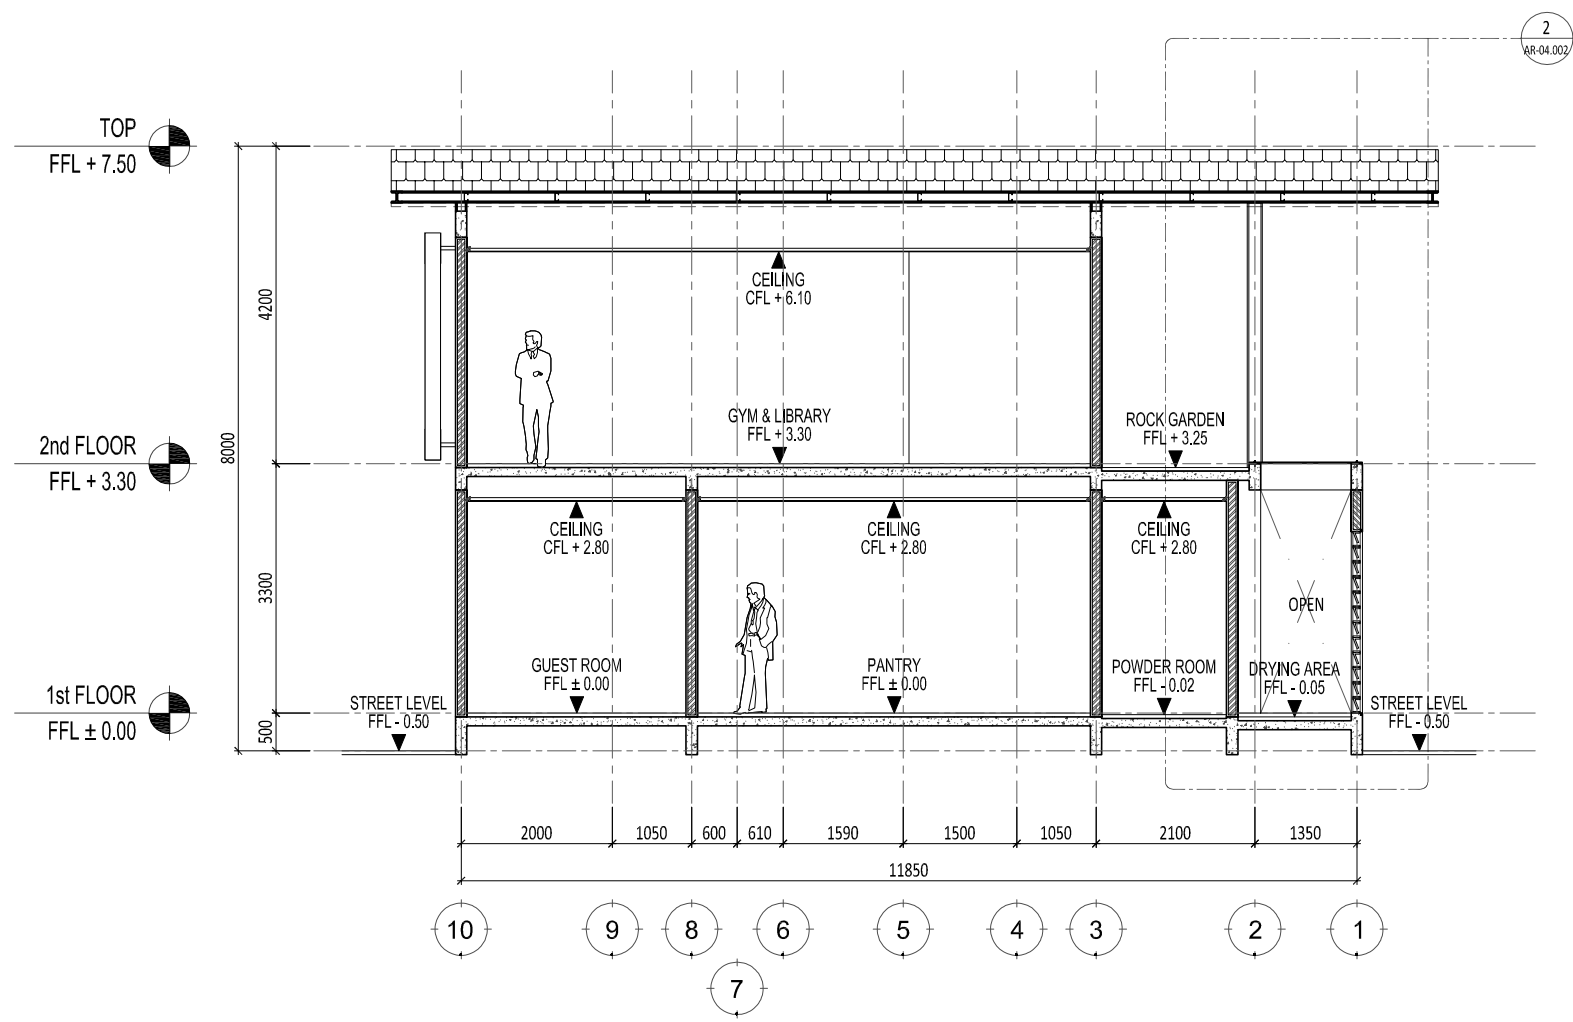 2
AR-04.002
TOP
FFL + 7.50
CEILING
CFL + 6.10
4200
GYM & LIBRARY
FFL + 3.30
ROCK GARDEN
FFL + 3.25
2nd FLOOR
FFL + 3.30
8000
CEILING
CFL + 2.80
CEILING
CFL + 2.80
CEILING
CFL + 2.80
3300
OPEN
GUEST ROOM
FFL ± 0.00
PANTRY
FFL ± 0.00
POWDER ROOM
FFL - 0.02
DRYING AREA
FFL - 0.05
1st FLOOR
FFL ± 0.00
STREET LEVEL
FFL - 0.50
STREET LEVEL
FFL - 0.50
500
2000 1050 600 610 1590 1500 1050 2100 1350
11850
10 9 8 6 5 4 3 2 1
7